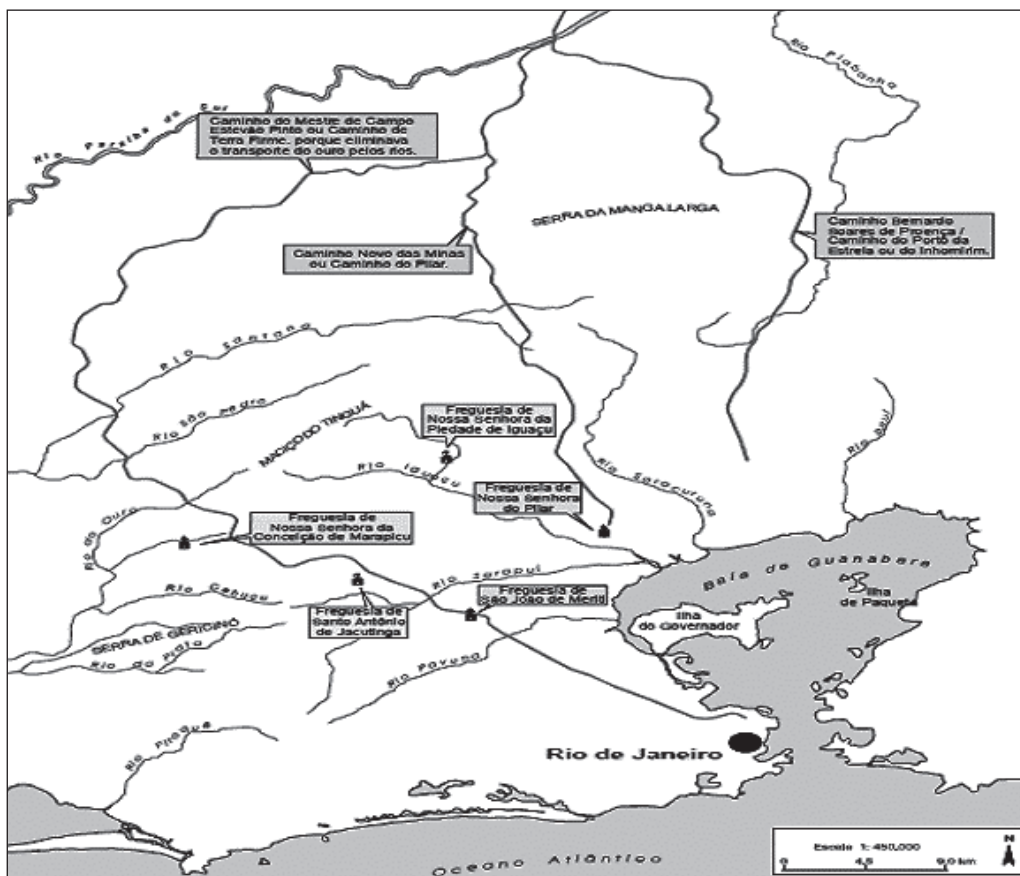 Rio Piabanha
Rio Paraíba do Sul
Caminho do Mestre de Campo
Estevão Pinto ou Caminho de
Terra Firme, porque eliminava
o transporte do ouro pelos rios.
SERRA DA MANGA LARGA
Caminho Bernardo
Soares de Proença /
Caminho do Porto da
Estrela ou do Inhomirim.
Caminho Novo das Minas
ou Caminho do Pilar.
Rio Santana
Rio São Pedro
MACIÇO DO TINGUÁ
Freguesia de
Nossa Senhora da
Piedade de Iguaçu
Rio Iguaçu
Freguesia de
Nossa Senhora
do Pilar
Rio Saracuruna
Rio do Ouro
Freguesia de
Nossa Senhora da
Conceição de Marapicu
Rio Sarapuí
Baía de Guanabara
Ilha
de Paquetá
Rio Cabuçu
Freguesia de
Santo Antônio
de Jacutinga
Freguesia de
São João de Meriti
Ilha
do Governador
SERRA DE GERICINÓ
Rio do Prata
Rio Pavuna
Rio Piraquê
Rio de Janeiro
Oceano Atlântico
Escala 1: 450.000
0 4,5 9,0 km
N